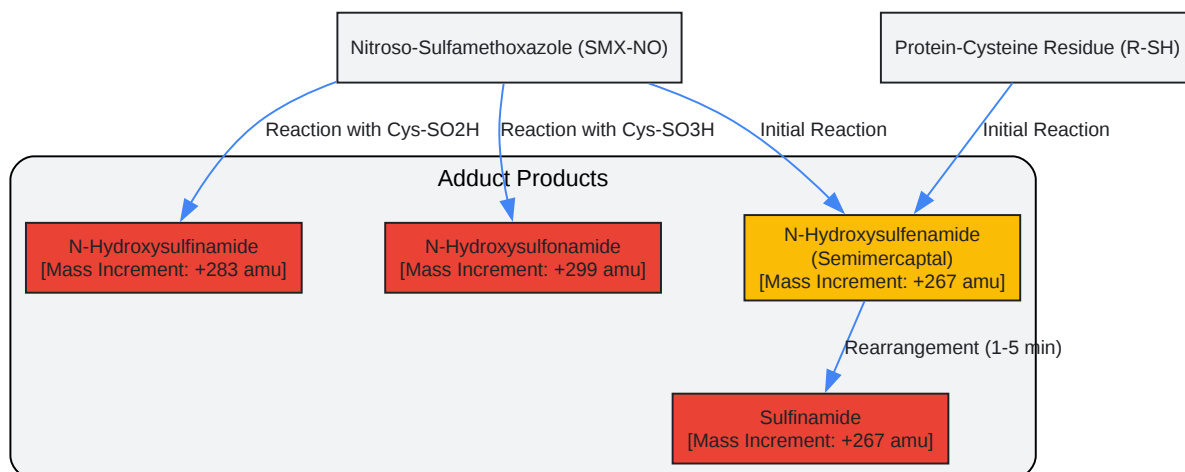 Nitroso-Sulfamethoxazole (SMX-NO)
Protein-Cysteine Residue (R-SH)
Reaction with Cys-SO2H
Reaction with Cys-SO3H
Initial Reaction
Initial Reaction
Adduct Products
N-Hydroxysulfinamide
[Mass Increment: +283 amu]
N-Hydroxysulfonamide
[Mass Increment: +299 amu]
N-Hydroxysulfenamide
(Semimercaptal)
[Mass Increment: +267 amu]
Rearrangement (1-5 min)
Sulfinamide
[Mass Increment: +267 amu]